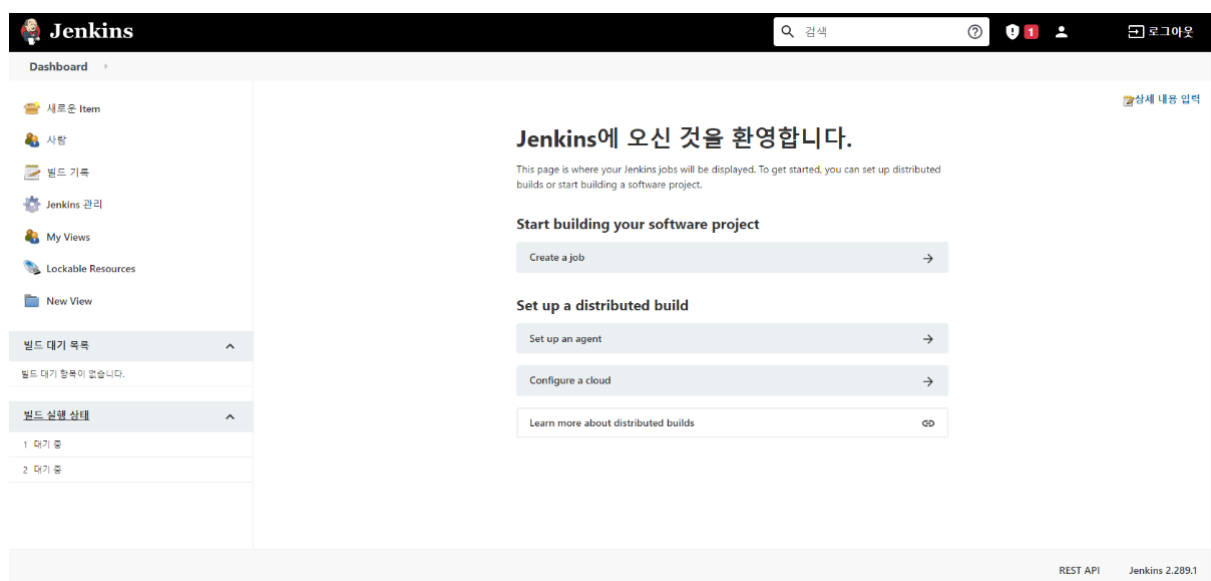 Jenkins
검색
1
로그아웃
Dashboard
상세 내용 입력
새로운 Item
사람
빌드 기록
Jenkins 관리
My Views
Lockable Resources
New View
빌드 대기 목록
빌드 대기 항목이 없습니다.
빌드 실행 상태
1 대기 중
2 대기 중
Jenkins에 오신 것을 환영합니다.
This page is where your Jenkins jobs will be displayed. To get started, you can set up distributed
builds or start building a software project.
Start building your software project
Create a job
Set up a distributed build
Set up an agent
Configure a cloud
Learn more about distributed builds
REST API
Jenkins 2.289.1